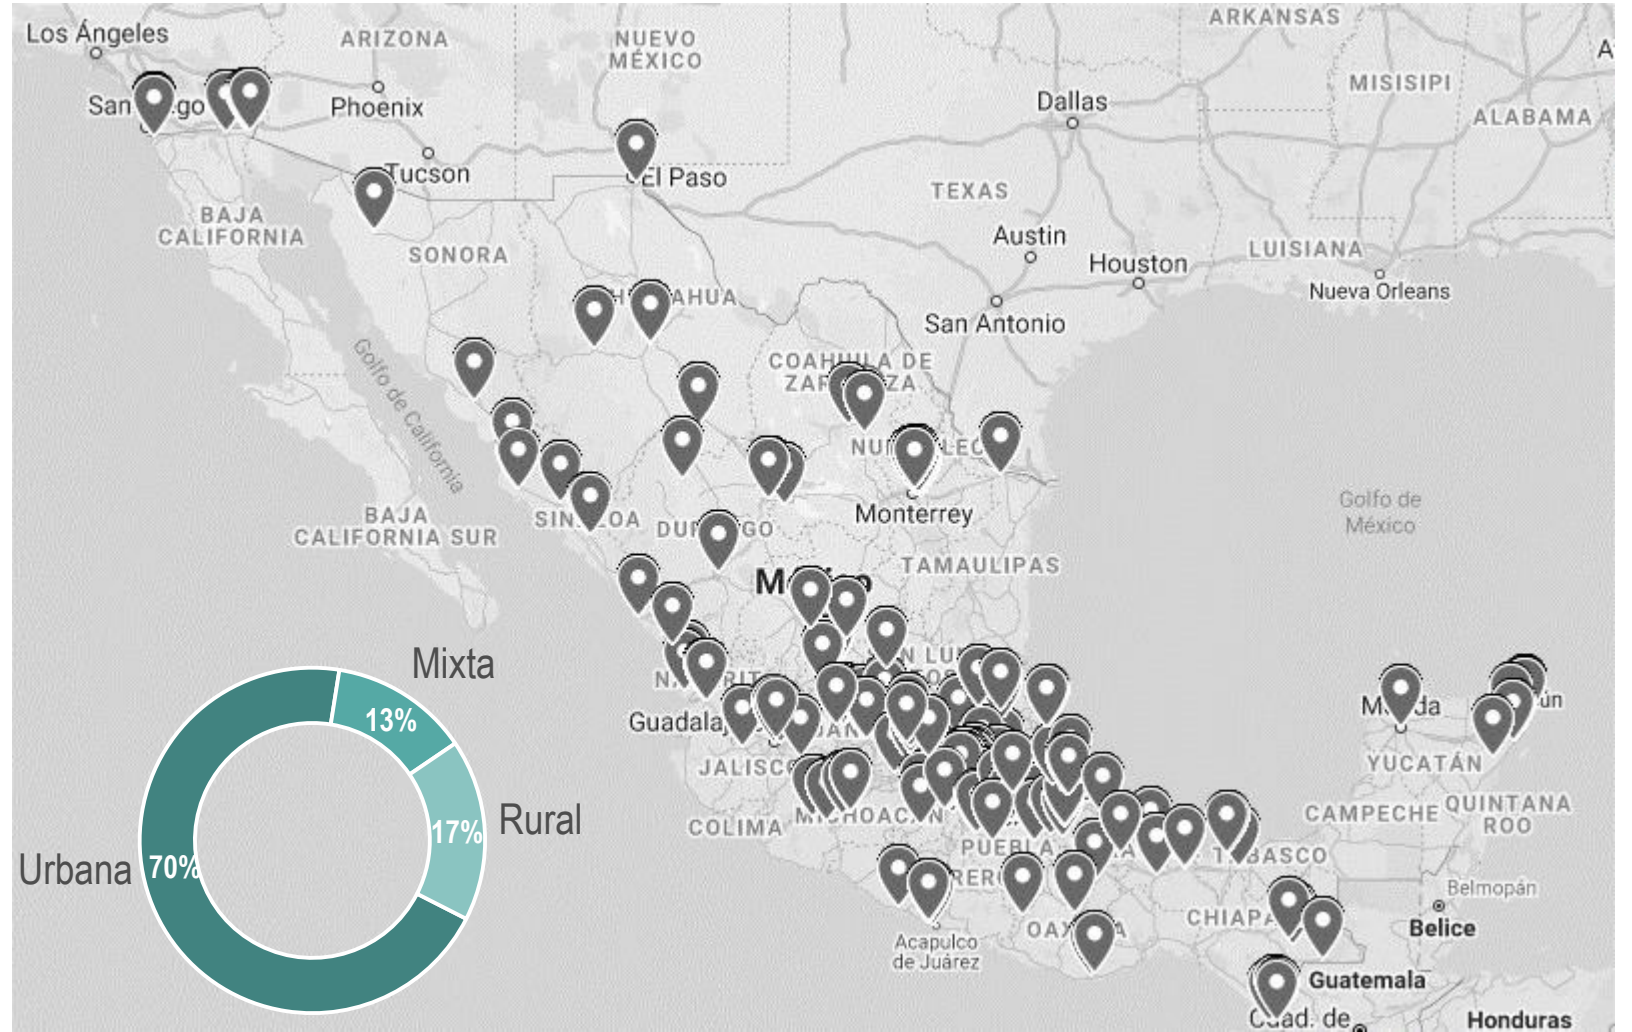 Los Ángeles
ARIZONA
NUEVO
MÉXICO
ARKANSAS
MISISIPI
ALABAMA
Dallas
Phoenix
Tucson
El Paso
TEXAS
BAJA
CALIFORNIA
SONORA
Austin
Houston
LUISIANA
Nueva Orleans
San Antonio
COAHUILA DE
Golfo de California
Monterrey
Golfo de
México
BAJA
CALIFORNIA SUR
TAMAULIPAS
Mixta
13%
Rural
17%
Urbana
70%
JALISCO
COLIMA
YUCATÁN
CAMPECHE
QUINTANA
ROO
PUEBLA
TABASCO
Belmopán
Belice
Acapulco
de Juárez
Guatemala
Honduras